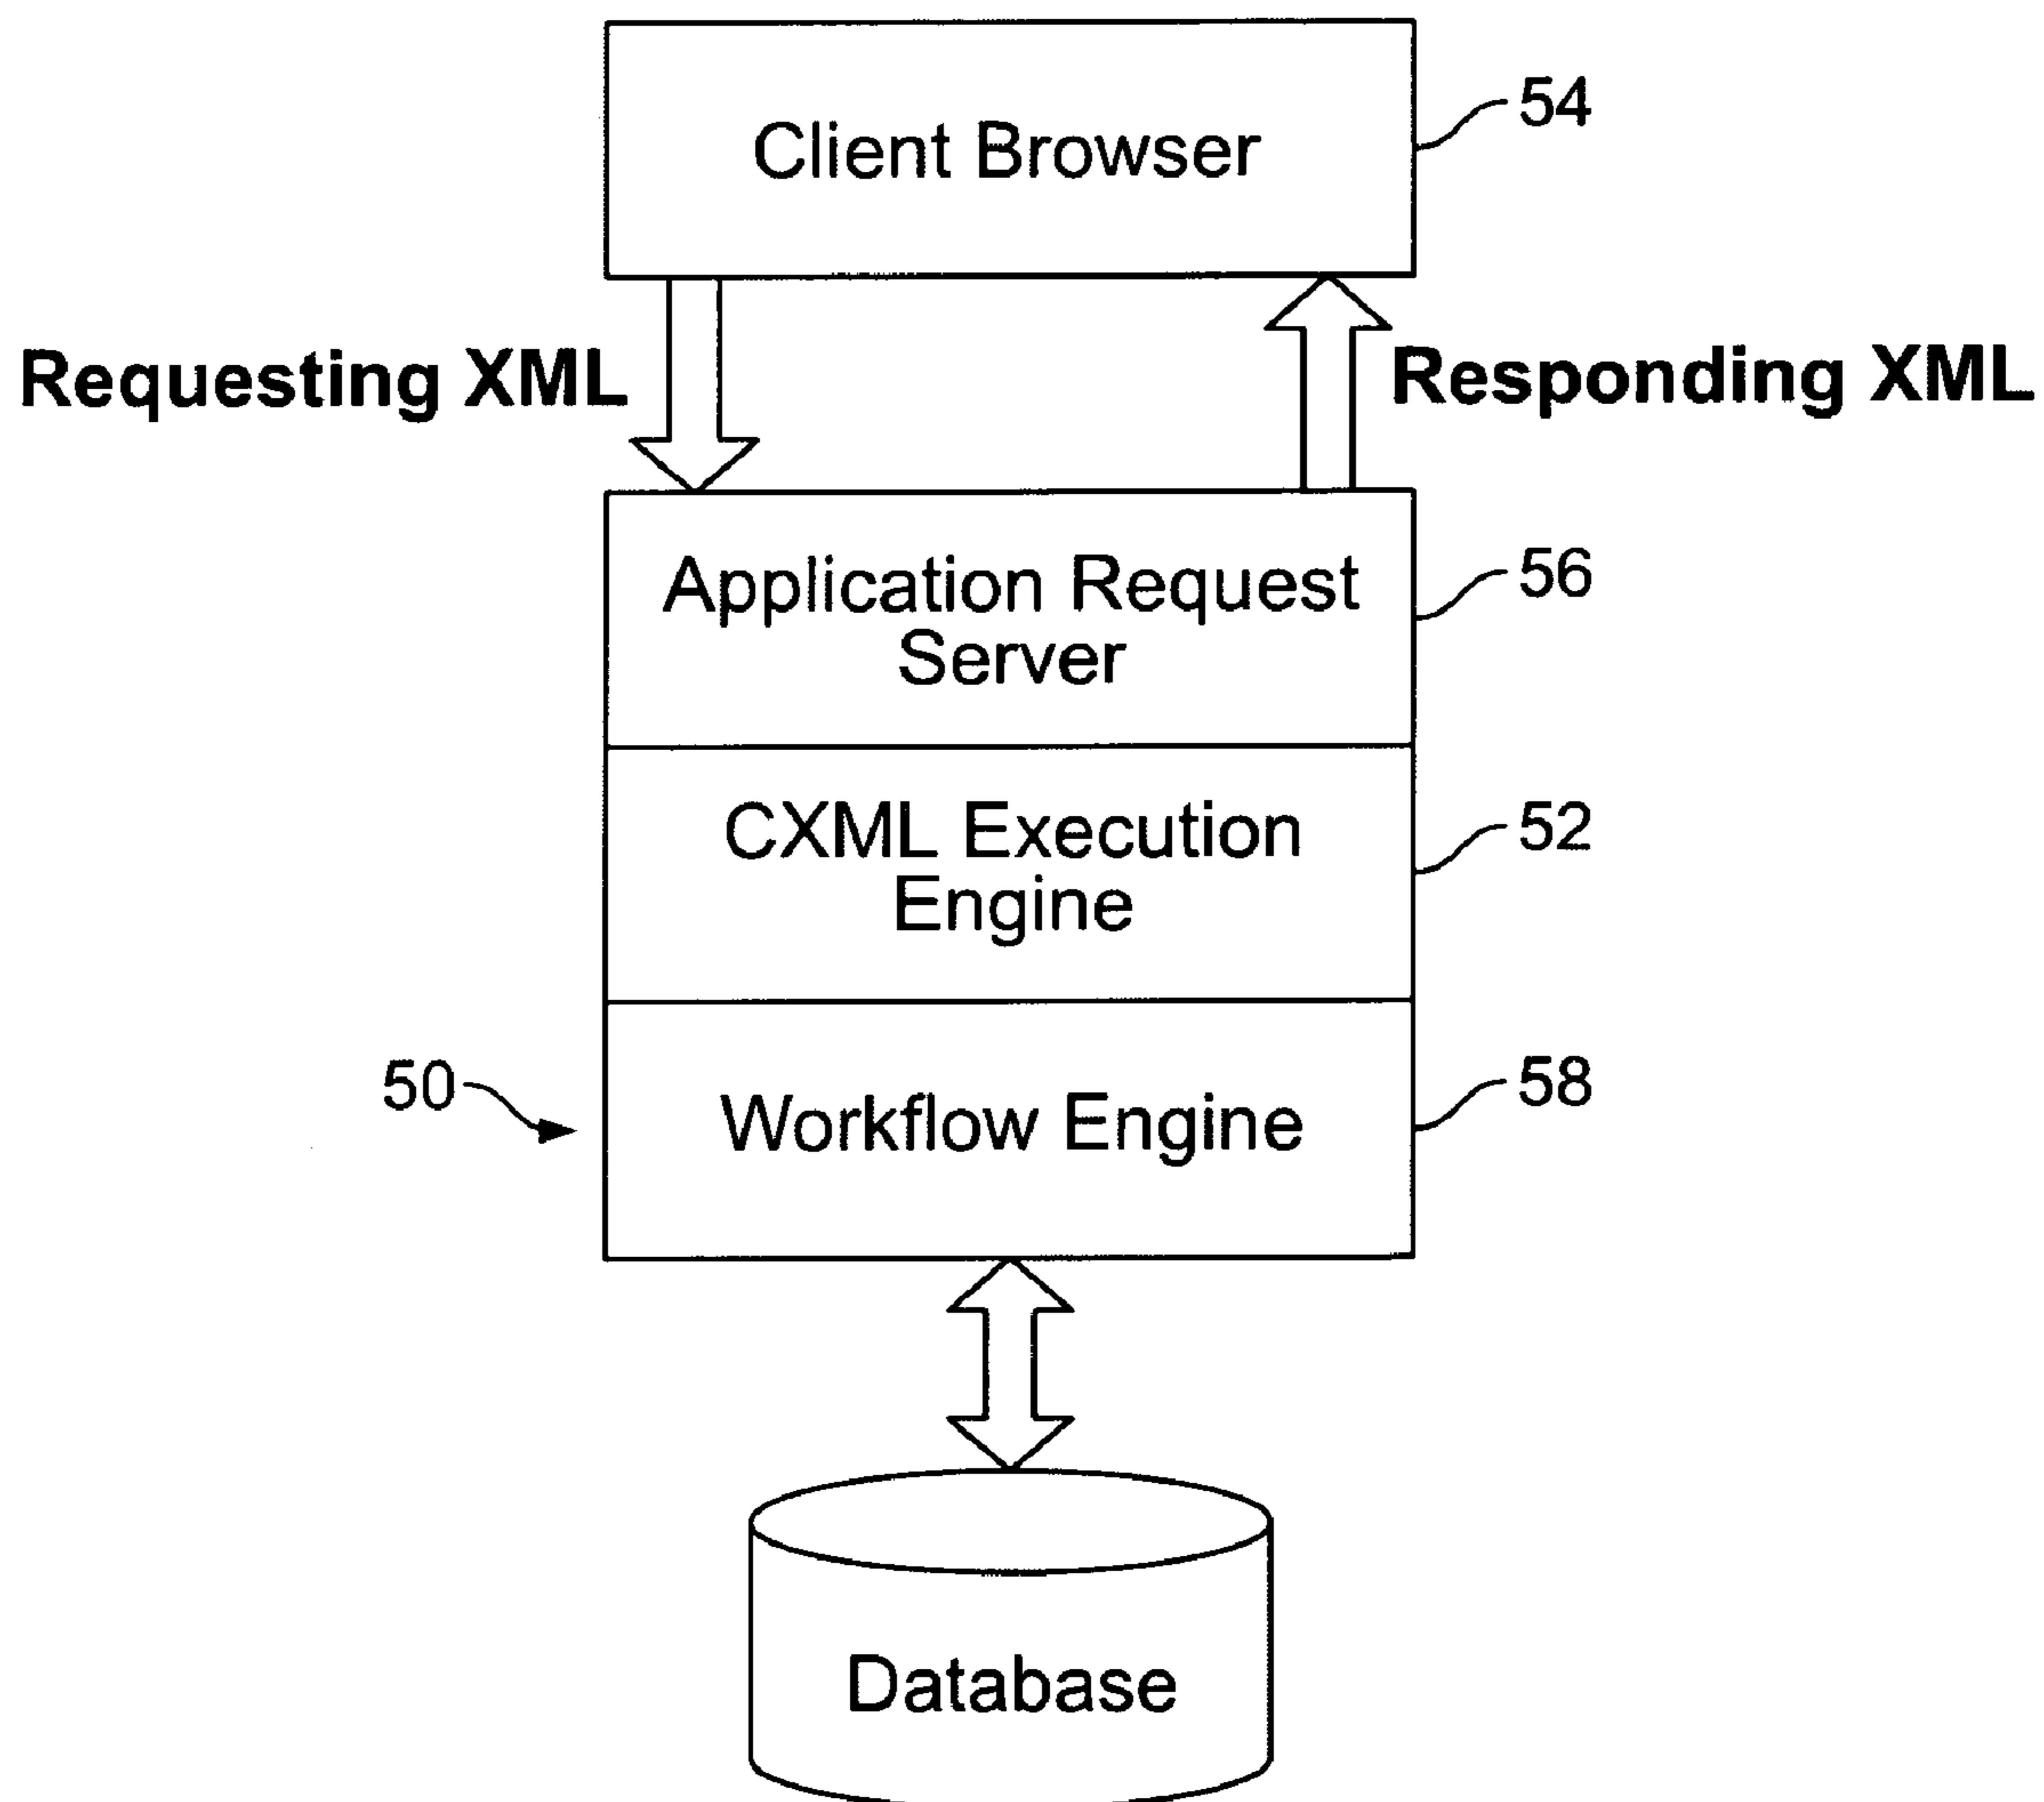 Client Browser
54
Requesting XML
Responding XML
Application Request
Server
56
CXML Execution
Engine
52
50
Workflow Engine
58
Database